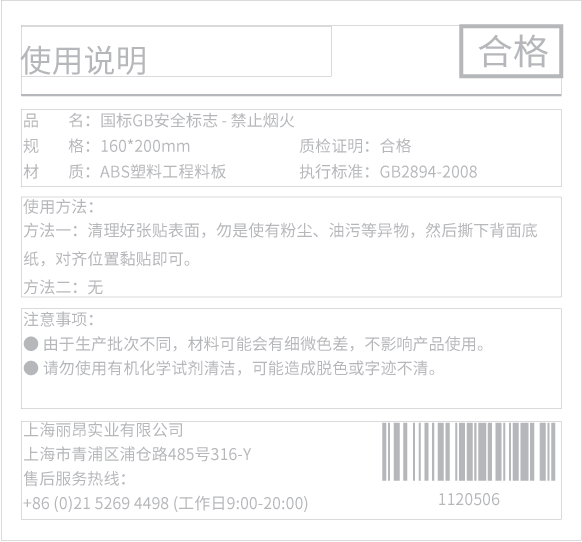 使用说明
合格
品 名：国标GB安全标志 - 禁止烟火
规 格：160*200mm 质检证明：合格
材 质：ABS塑料工程料板 执行标准：GB2894-2008
使用方法：
方法一：清理好张贴表面，勿是使有粉尘、油污等异物，然后撕下背面底
纸，对齐位置黏贴即可。
方法二：无
注意事项：
● 由于生产批次不同，材料可能会有细微色差，不影响产品使用。
● 请勿使用有机化学试剂清洁，可能造成脱色或字迹不清。
上海丽昂实业有限公司
上海市青浦区浦仓路485号316-Y
售后服务热线：
+86 (0)21 5269 4498 (工作日9:00-20:00)
1120506